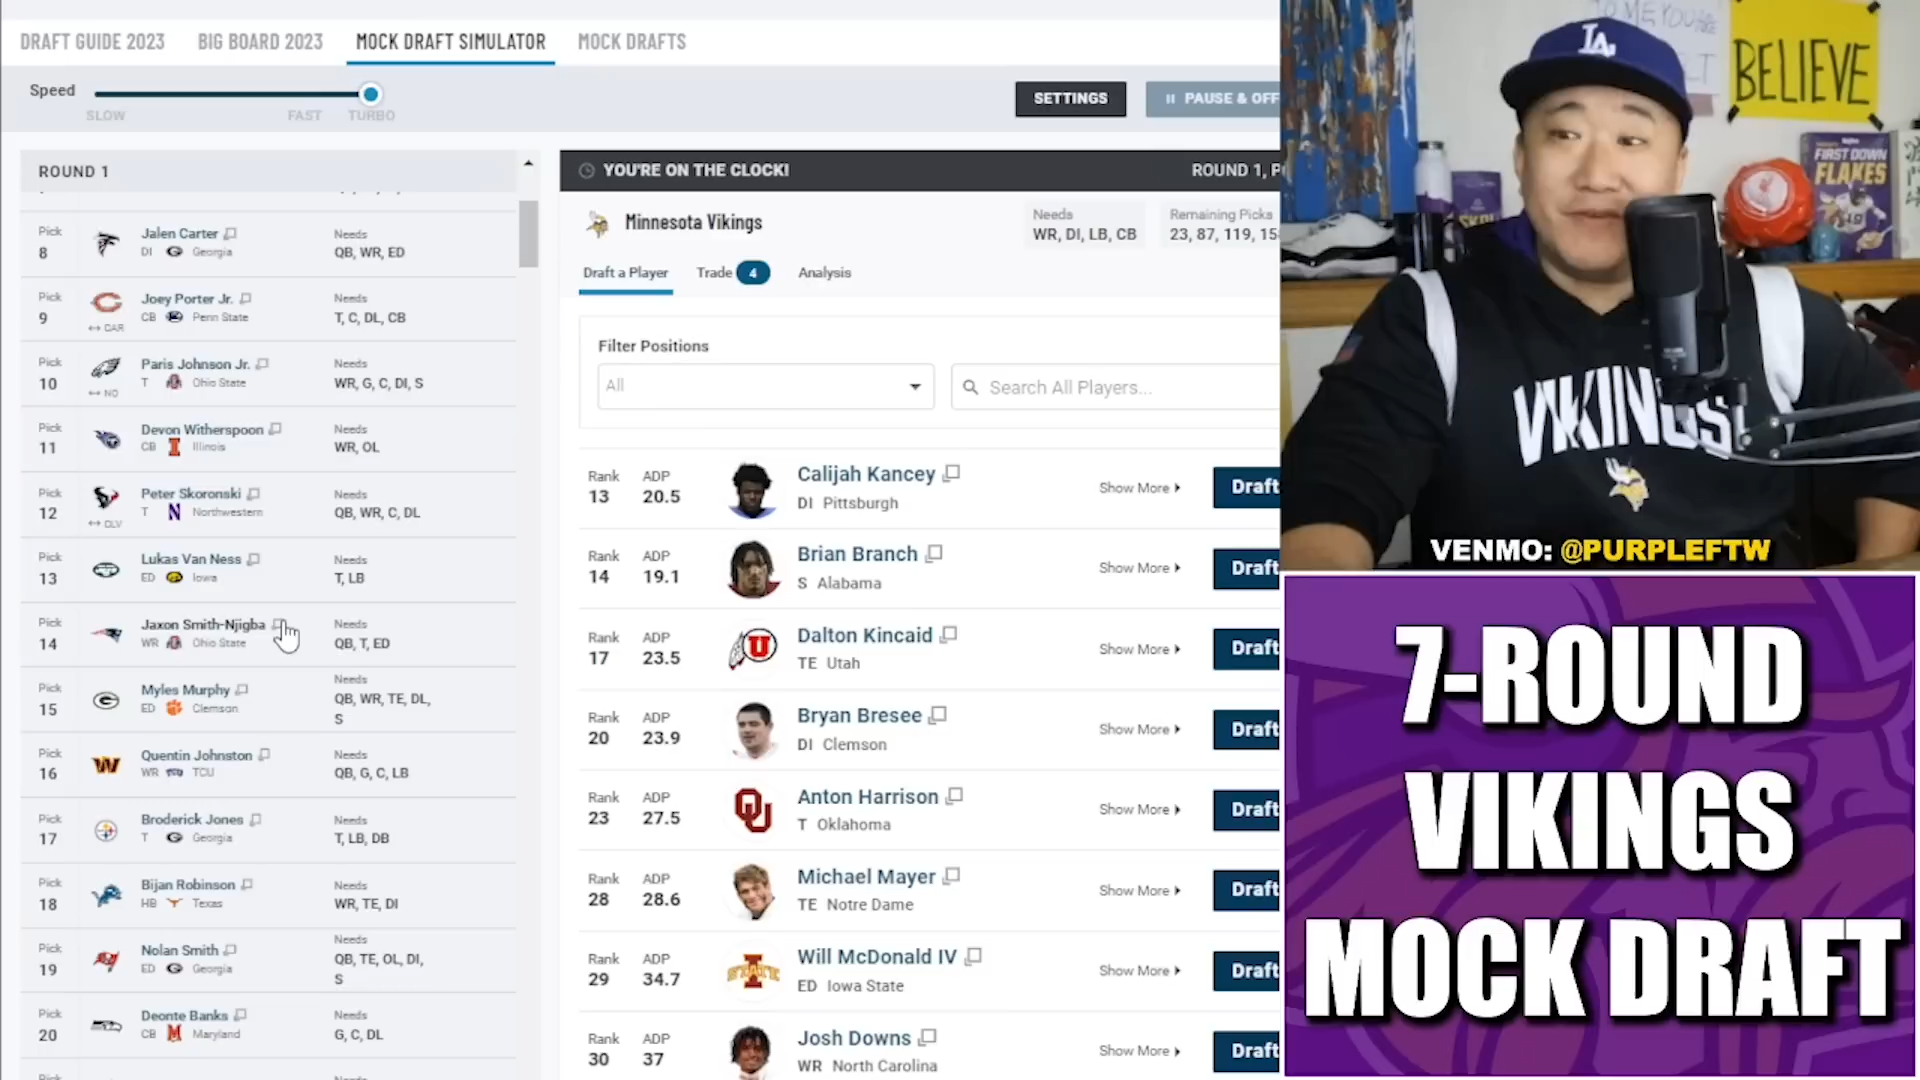 DRAFT GUIDE 2023 BIG BOARD 2023 MOCK DRAFT SIMULATOR MOCK DRAFTS
Speed
SLOW FAST TURBO
SETTINGS
PAUSE & OFF
ROUND 1
Pick 8
Jalen Carter
DI Georgia
Needs
QB, WR, ED
Pick 9
↔ CAR
Joey Porter Jr.
CB Penn State
Needs
T, C, DL, CB
Pick 10
↔ NO
Paris Johnson Jr.
T Ohio State
Needs
WR, G, C, DI, S
Pick 11
Devon Witherspoon
CB Illinois
Needs
WR, OL
Pick 12
↔ CLV
Peter Skoronski
T Northwestern
Needs
QB, WR, C, DL
Pick 13
Lukas Van Ness
ED Iowa
Needs
T, LB
Pick 14
Jaxon Smith-Njigba
WR Ohio State
Needs
QB, T, ED
Pick 15
Myles Murphy
ED Clemson
Needs
QB, WR, TE, DL,
S
Pick 16
Quentin Johnston
WR TCU
Needs
QB, G, C, LB
Pick 17
Broderick Jones
T Georgia
Needs
T, LB, DB
Pick 18
Bijan Robinson
HB Texas
Needs
WR, TE, DI
Pick 19
Nolan Smith
ED Georgia
Needs
QB, TE, OL, DI,
S
Pick 20
Deonte Banks
CB Maryland
Needs
G, C, DL
YOU'RE ON THE CLOCK!
ROUND 1, P
Minnesota Vikings
Needs
WR, DI, LB, CB
Remaining Picks
23, 87, 119, 15
Draft a Player Trade 4 Analysis
Filter Positions
All
Search All Players...
Rank 13 ADP 20.5
Calijah Kancey
DI Pittsburgh
Show More Draft
Rank 14 ADP 19.1
Brian Branch
S Alabama
Show More Draft
Rank 17 ADP 23.5
U
Dalton Kincaid
TE Utah
Show More Draft
Rank 20 ADP 23.9
Bryan Bresee
DI Clemson
Show More Draft
Rank 23 ADP 27.5
Anton Harrison
T Oklahoma
Show More Draft
Rank 28 ADP 28.6
Michael Mayer
TE Notre Dame
Show More Draft
Rank 29 ADP 34.7
STATE
Will McDonald IV
ED Iowa State
Show More Draft
Rank 30 ADP 37
Josh Downs
WR North Carolina
Show More Draft
LA
BELIEVE
FIRST DOWN
FLAKES
VIKINGS
VENMO: @PURPLEFTW
7-ROUND
VIKINGS
MOCK DRAFT